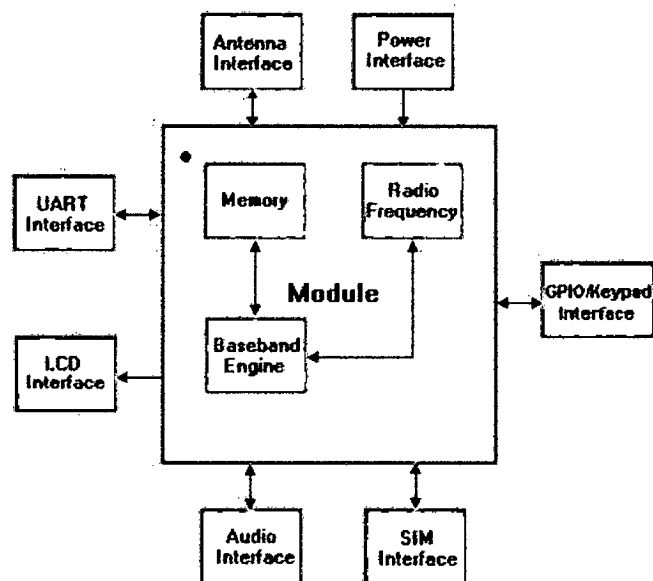 Antenna
Interface
Power
Interface
UART
Interface
Memory
Radio
Frequency
Module
GPIO/Keypad
Interface
LCD
Interface
Baseband
Engine
Audio
Interface
SIM
Interface